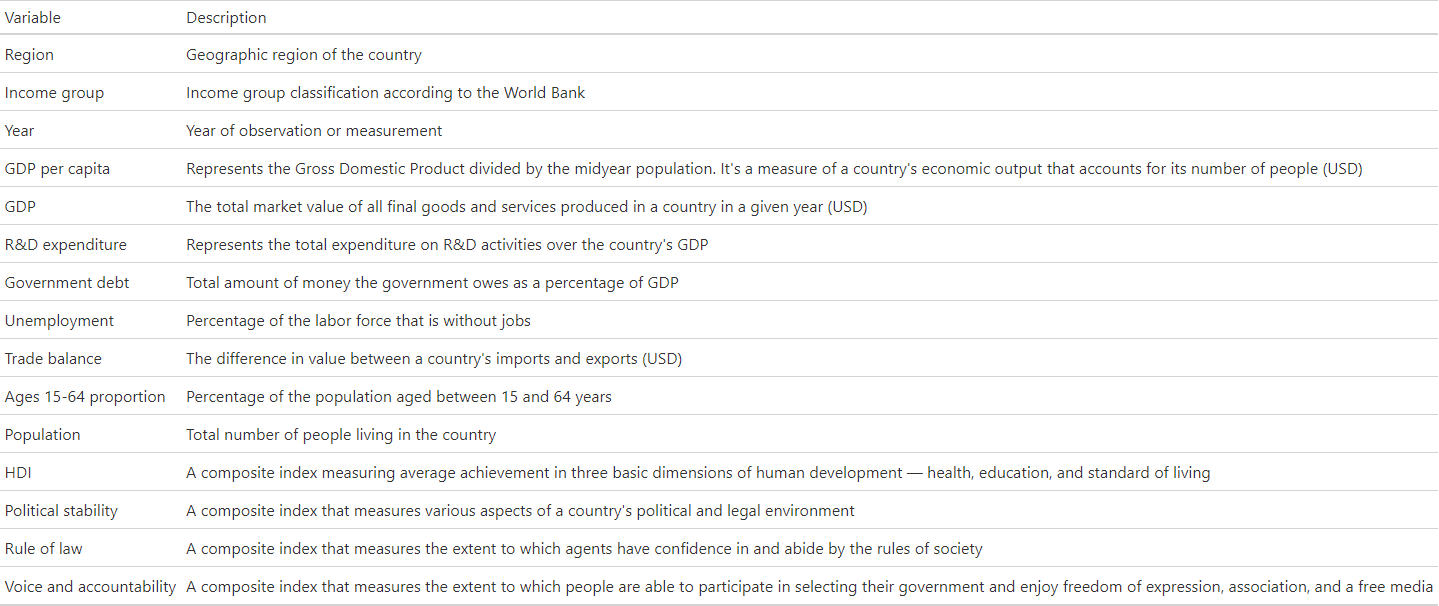 Variable Description
Region Geographic region of the country
Income group Income group classification according to the World Bank
Year Year of observation or measurement
GDP per capita Represents the Gross Domestic Product divided by the midyear population. It's a measure of a country's economic output that accounts for its number of people (USD)
GDP The total market value of all final goods and services produced in a country in a given year (USD)
R&D expenditure Represents the total expenditure on R&D activities over the country's GDP
Government debt Total amount of money the government owes as a percentage of GDP
Unemployment Percentage of the labor force that is without jobs
Trade balance The difference in value between a country's imports and exports (USD)
Ages 15-64 proportion Percentage of the population aged between 15 and 64 years
Population Total number of people living in the country
HDI A composite index measuring average achievement in three basic dimensions of human development — health, education, and standard of living
Political stability A composite index that measures various aspects of a country's political and legal environment
Rule of law A composite index that measures the extent to which agents have confidence in and abide by the rules of society
Voice and accountability A composite index that measures the extent to which people are able to participate in selecting their government and enjoy freedom of expression, association, and a free media